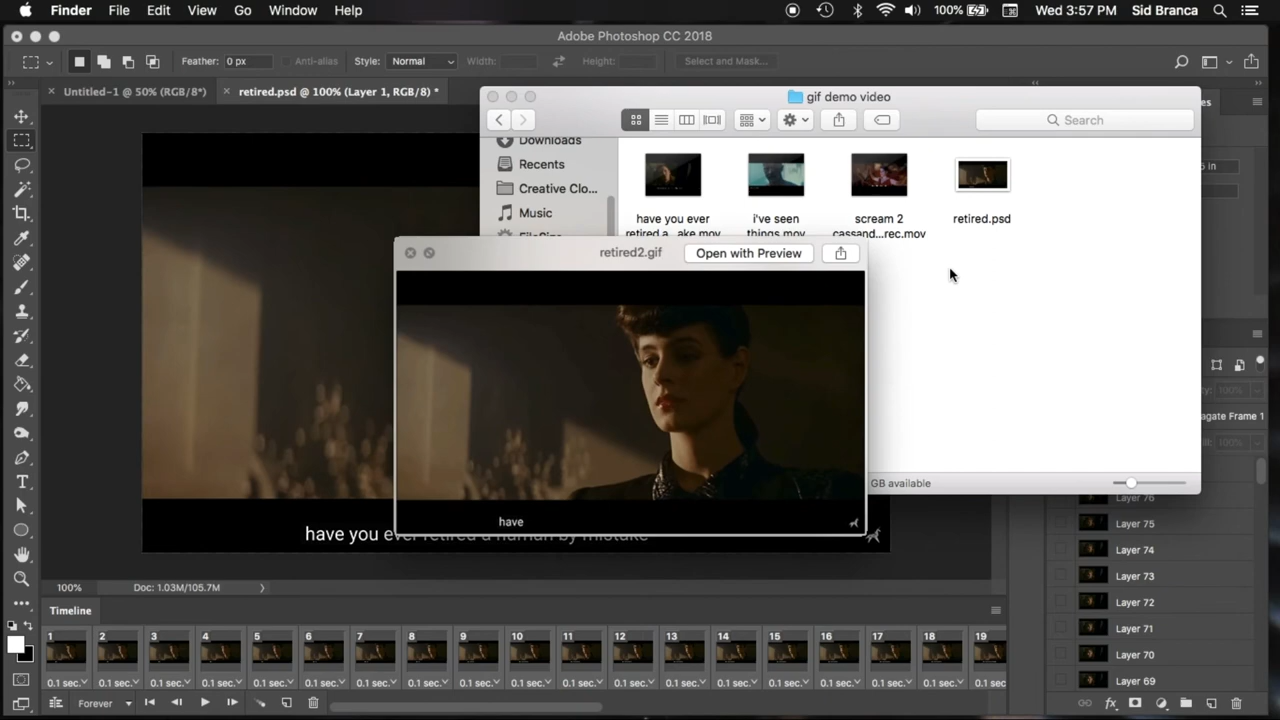 Finder File Edit View Go Window Help 100% Wed 3:57 PM Sid Branca
Adobe Photoshop CC 2018
Feather: 0 px Anti-alias Style: Normal Width: Height: Select and Mask...
Untitled-1 @ 50% (RGB/8*) retired.psd @ 100% (Layer 1, RGB/8) *
gif demo video
Search
Downloads
Recents
Creative Clo...
Music
have you ever
retired a...ake.mov
i've seen
things.mov
scream 2
cassand...rec.mov
retired.psd
5 in
retired2.gif Open with Preview
have
GB available
have you ever retired a human by mistake
agate Frame 1
100%
Layer 76
Layer 75
Layer 74
Layer 73
Layer 72
Layer 71
Layer 70
Layer 69
100% Doc: 1.03M/105.7M
Timeline
1 2 3 4 5 6 7 8 9 10 11 12 13 14 15 16 17 18 19
0.1 sec. 0.1 sec. 0.1 sec. 0.1 sec. 0.1 sec. 0.1 sec. 0.1 sec. 0.1 sec. 0.1 sec. 0.1 sec. 0.1 sec. 0.1 sec. 0.1 sec. 0.1 sec. 0.1 sec. 0.1 sec. 0.1 sec. 0.1 sec. 0.1 sec.
Forever